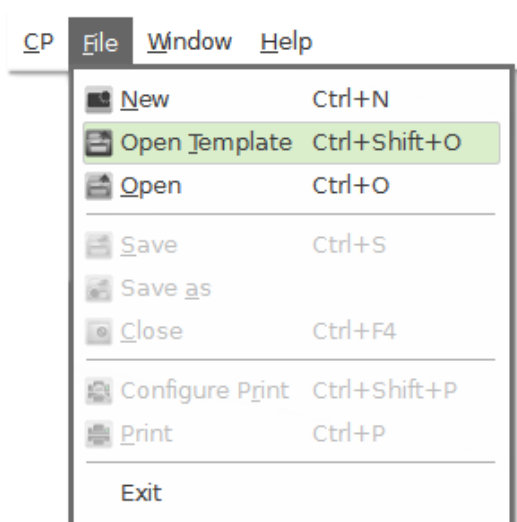 CP File Window Help
New Ctrl+N
Open Template Ctrl+Shift+O
Open Ctrl+O
Save Ctrl+S
Save as
Close Ctrl+F4
Configure Print Ctrl+Shift+P
Print Ctrl+P
Exit